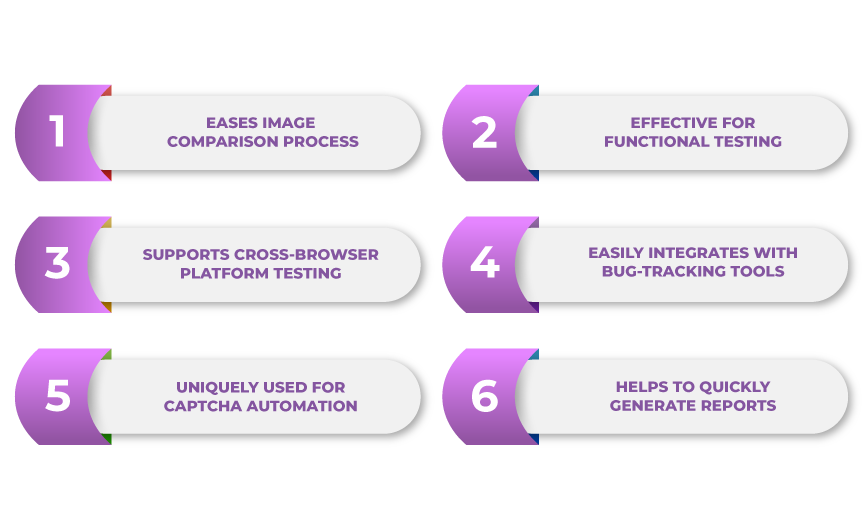 1
EASES IMAGE
COMPARISON PROCESS
2
EFFECTIVE FOR
FUNCTIONAL TESTING
3
SUPPORTS CROSS-BROWSER
PLATFORM TESTING
4
EASILY INTEGRATES WITH
BUG-TRACKING TOOLS
5
UNIQUELY USED FOR
CAPTCHA AUTOMATION
6
HELPS TO QUICKLY
GENERATE REPORTS